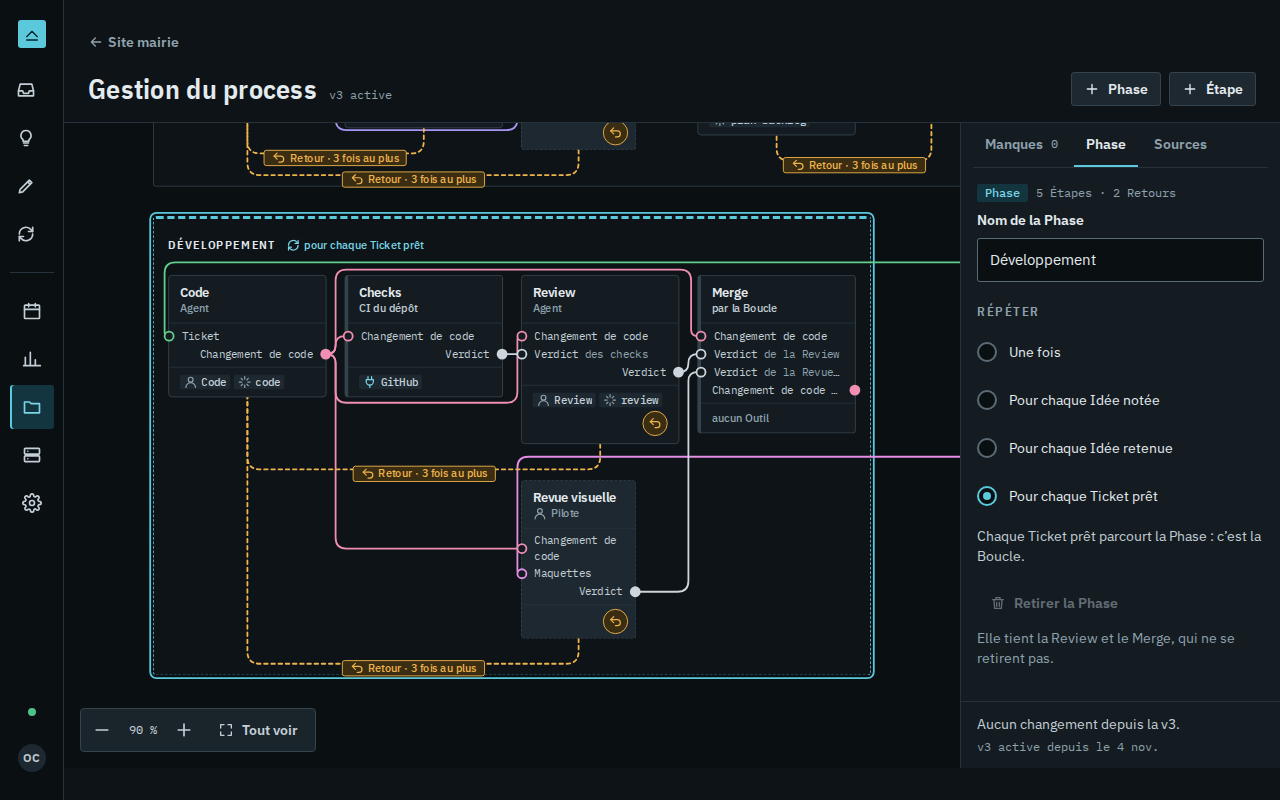 Site mairie
Gestion du process v3 active
Phase
Étape
Retour · 3 fois au plus
Retour · 3 fois au plus
Retour · 3 fois au plus
DÉVELOPPEMENT pour chaque Ticket prêt
Code
Agent
Ticket
Changement de code
Code code
Checks
CI du dépôt
Changement de code
Verdict
GitHub
Review
Agent
Changement de code
Verdict des checks
Verdict
Review review
Merge
par la Boucle
Changement de code
Verdict de la Review
Verdict de la Revue…
Changement de code …
aucun Outil
Retour · 3 fois au plus
Revue visuelle
Pilote
Changement de
code
Maquettes
Verdict
Retour · 3 fois au plus
90 %
Tout voir
Manques 0
Phase
Sources
Phase 5 Étapes · 2 Retours
Nom de la Phase
Développement
RÉPÉTER
Une fois
Pour chaque Idée notée
Pour chaque Idée retenue
Pour chaque Ticket prêt
Chaque Ticket prêt parcourt la Phase : c’est la
Boucle.
Retirer la Phase
Elle tient la Review et le Merge, qui ne se
retirent pas.
Aucun changement depuis la v3.
v3 active depuis le 4 nov.
OC